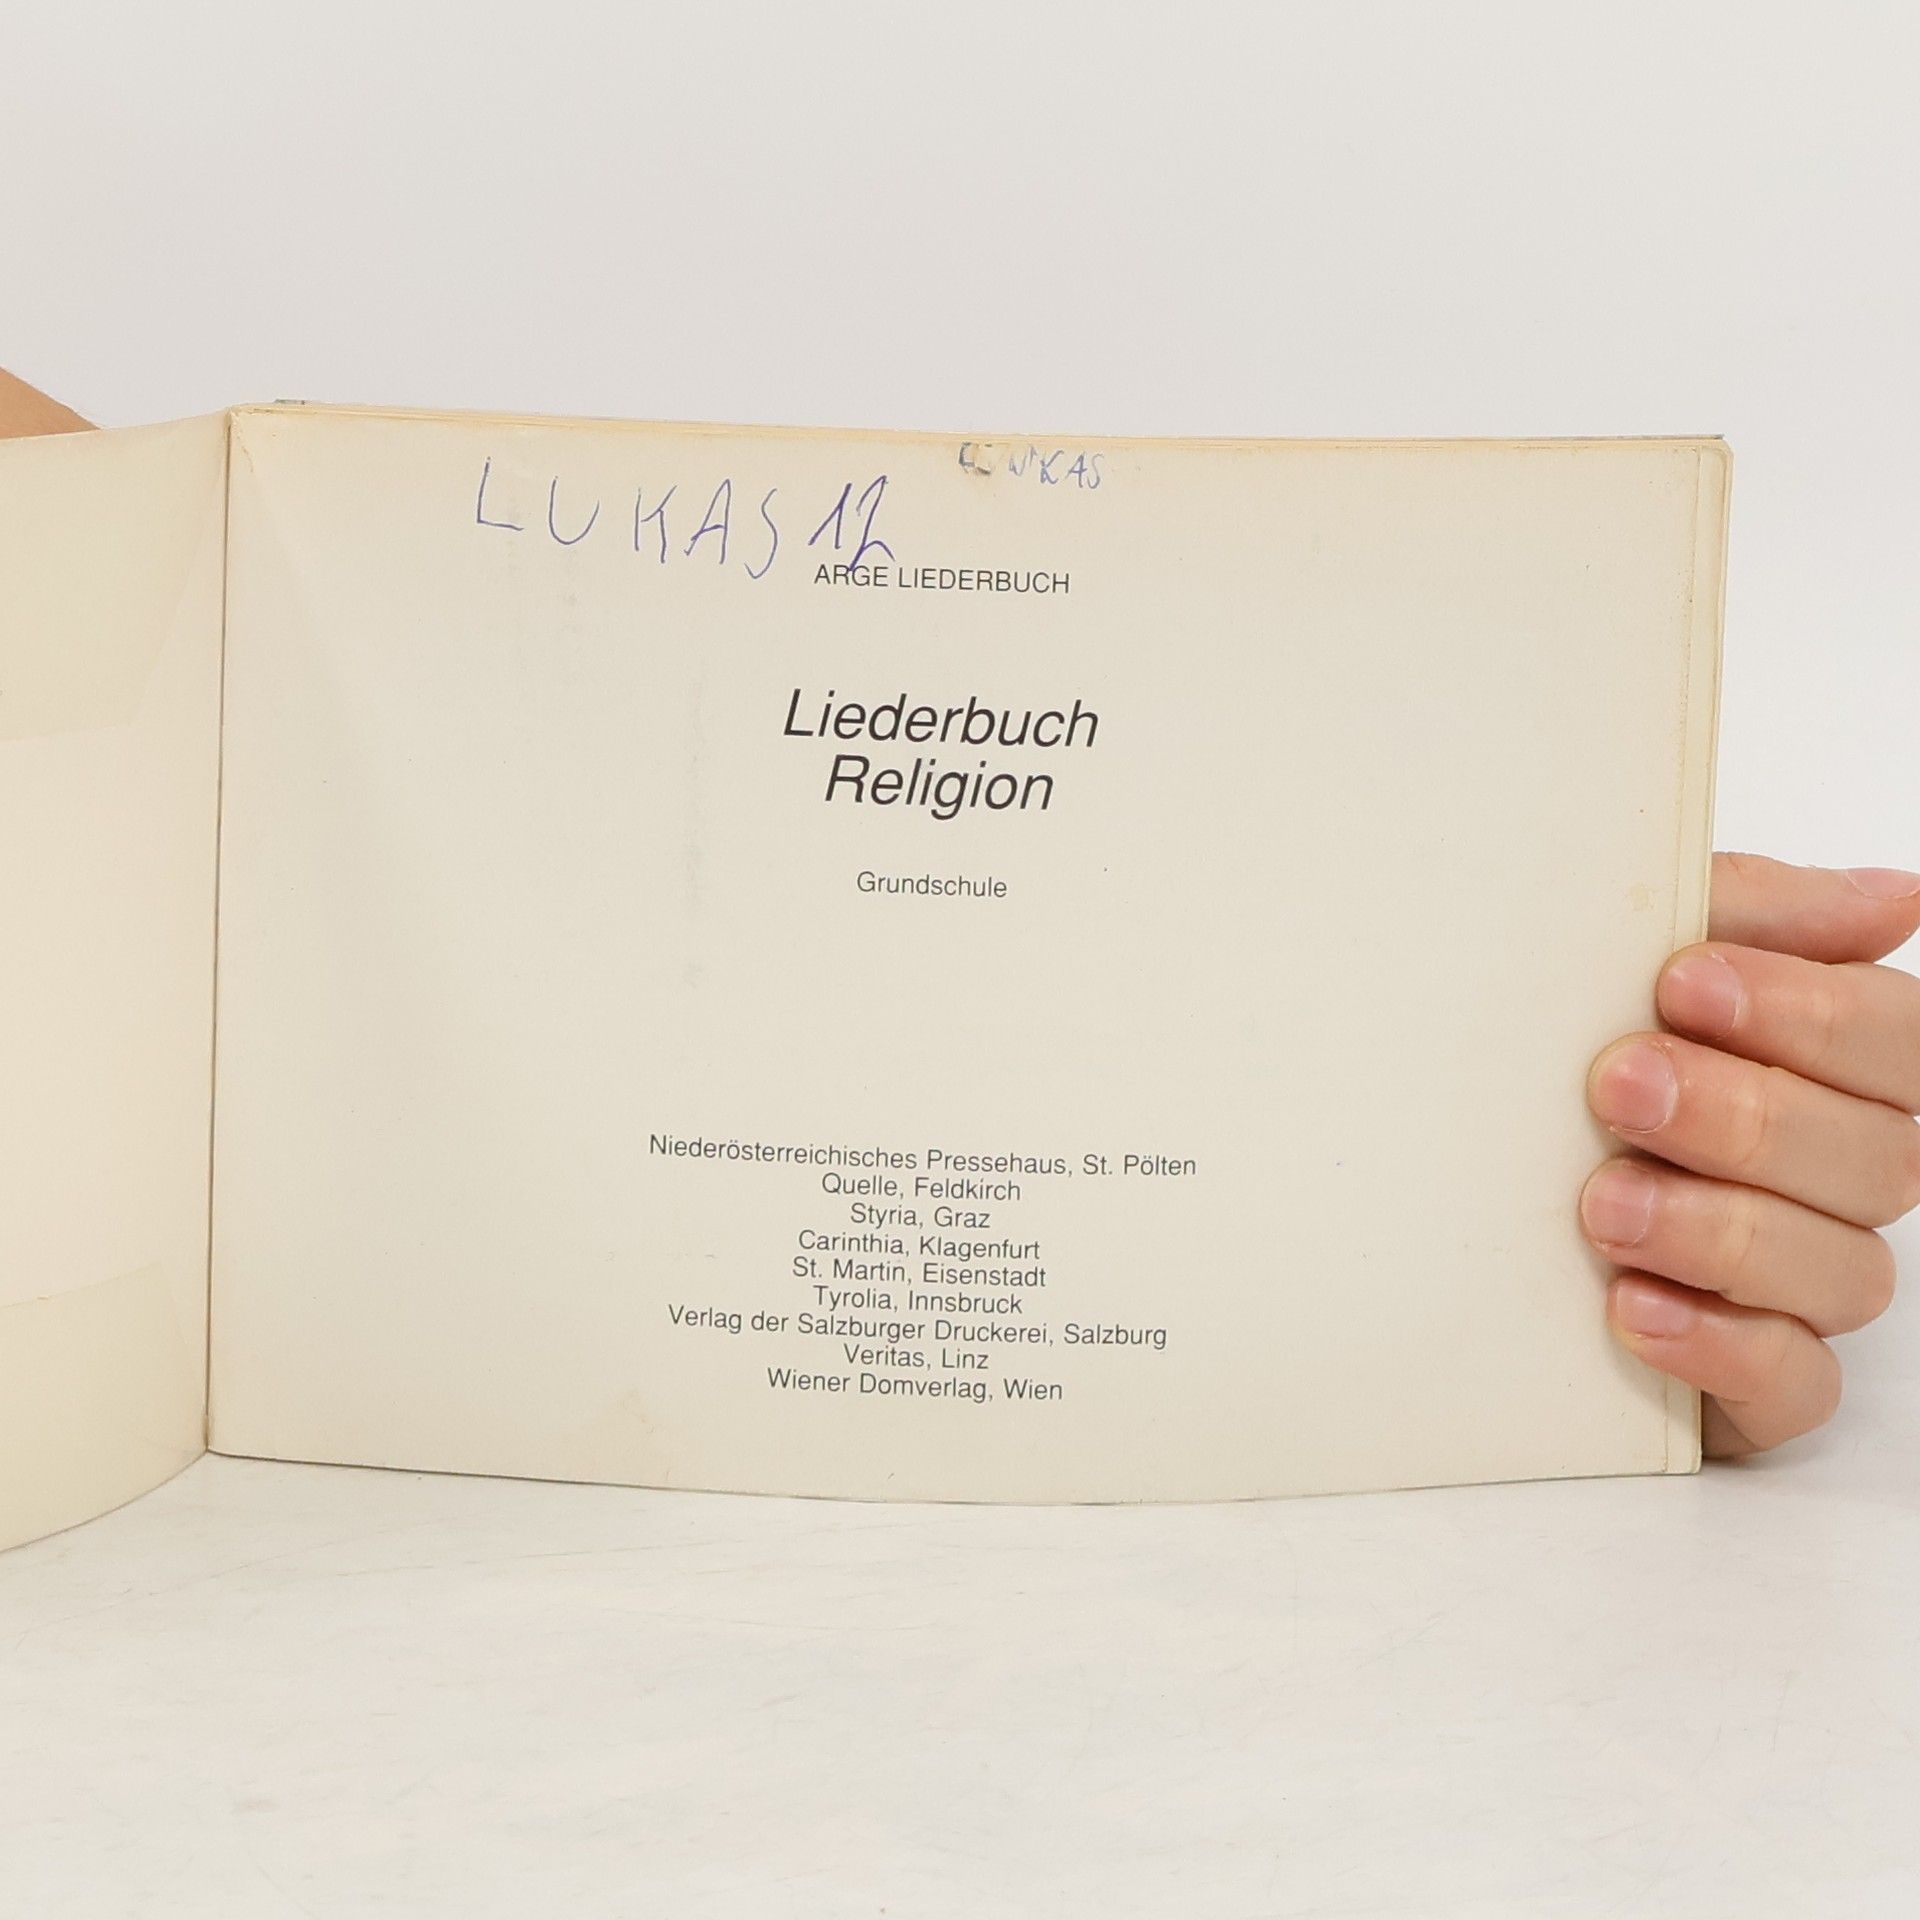 LUKAS
LUKAS 12
ARGE LIEDERBUCH
Liederbuch
Religion
Grundschule
Niederösterreichisches Pressehaus, St. Pölten
Quelle, Feldkirch
Styria, Graz
Carinthia, Klagenfurt
St. Martin, Eisenstadt
Tyrolia, Innsbruck
Verlag der Salzburger Druckerei, Salzburg
Veritas, Linz
Wiener Domverlag, Wien